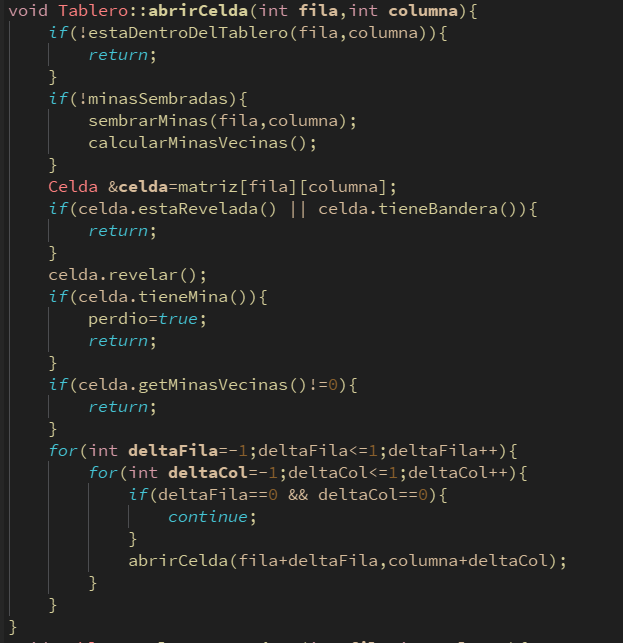 void Tablero::abrirCelda(int fila,int columna){
    if(!estaDentroDelTablero(fila,columna)){
        return;
    }
    if(!minasSembradas){
        sembrarMinas(fila,columna);
        calcularMinasVecinas();
    }
    Celda &celda=matriz[fila][columna];
    if(celda.estaRevelada() || celda.tieneBandera()){
        return;
    }
    celda.revelar();
    if(celda.tieneMina()){
        perdio=true;
        return;
    }
    if(celda.getMinasVecinas()!=0){
        return;
    }
    for(int deltaFila=-1;deltaFila<=1;deltaFila++){
        for(int deltaCol=-1;deltaCol<=1;deltaCol++){
            if(deltaFila==0 && deltaCol==0){
                continue;
            }
            abrirCelda(fila+deltaFila,columna+deltaCol);
        }
    }
}